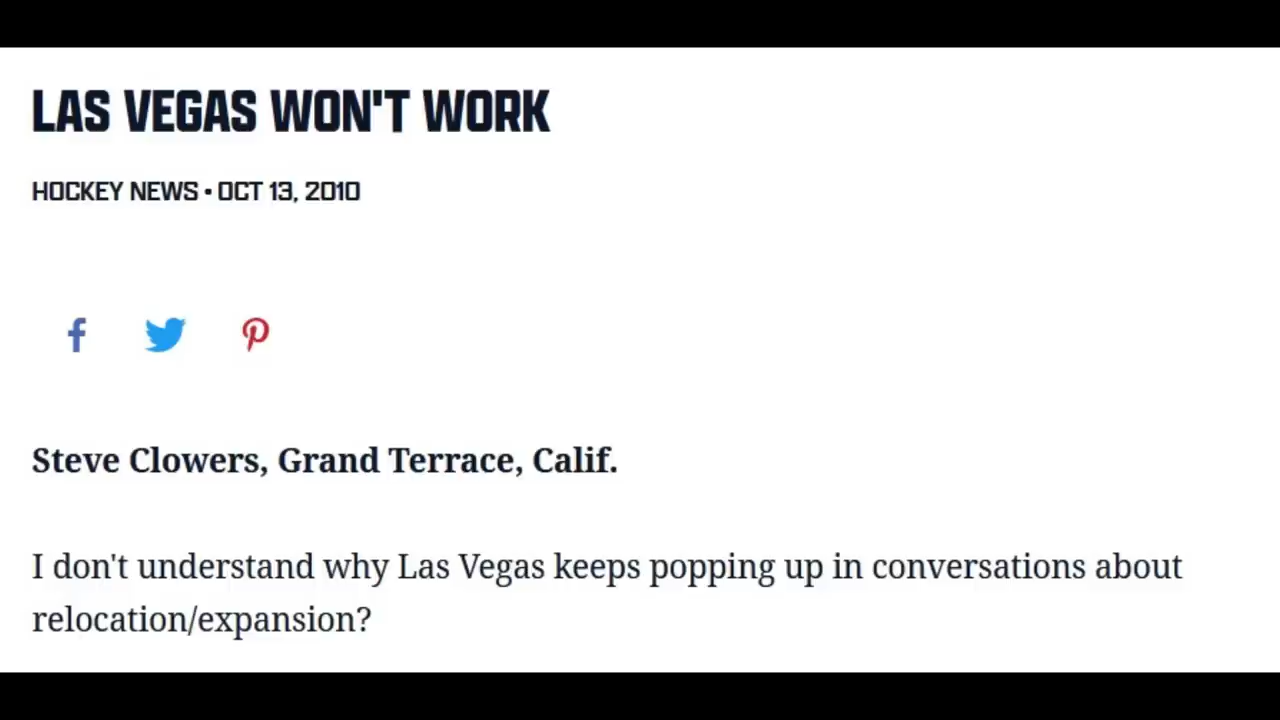 LAS VEGAS WON'T WORK
HOCKEY NEWS • OCT 13, 2010
Steve Clowers, Grand Terrace, Calif.
I don't understand why Las Vegas keeps popping up in conversations about
relocation/expansion?